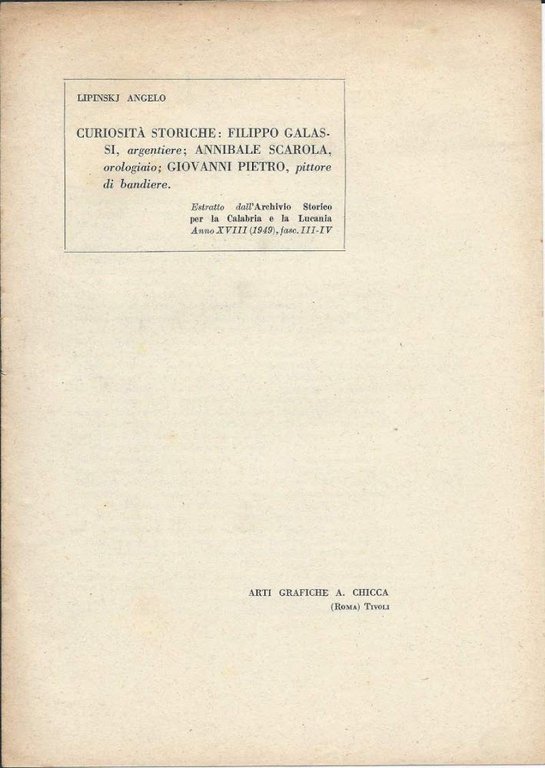 LIPINSKJ ANGELO
CURIOSITÀ STORICHE: FILIPPO GALAS-
SI, argentiere; ANNIBALE SCAROLA,
orologiaio; GIOVANNI PIETRO, pittore
di bandiere.
Estratto dall'Archivio Storico
per la Calabria e la Lucania
Anno XVIII (1949), fasc. III-IV
ARTI GRAFICHE A. CHICCA
(ROMA) TIVOLI